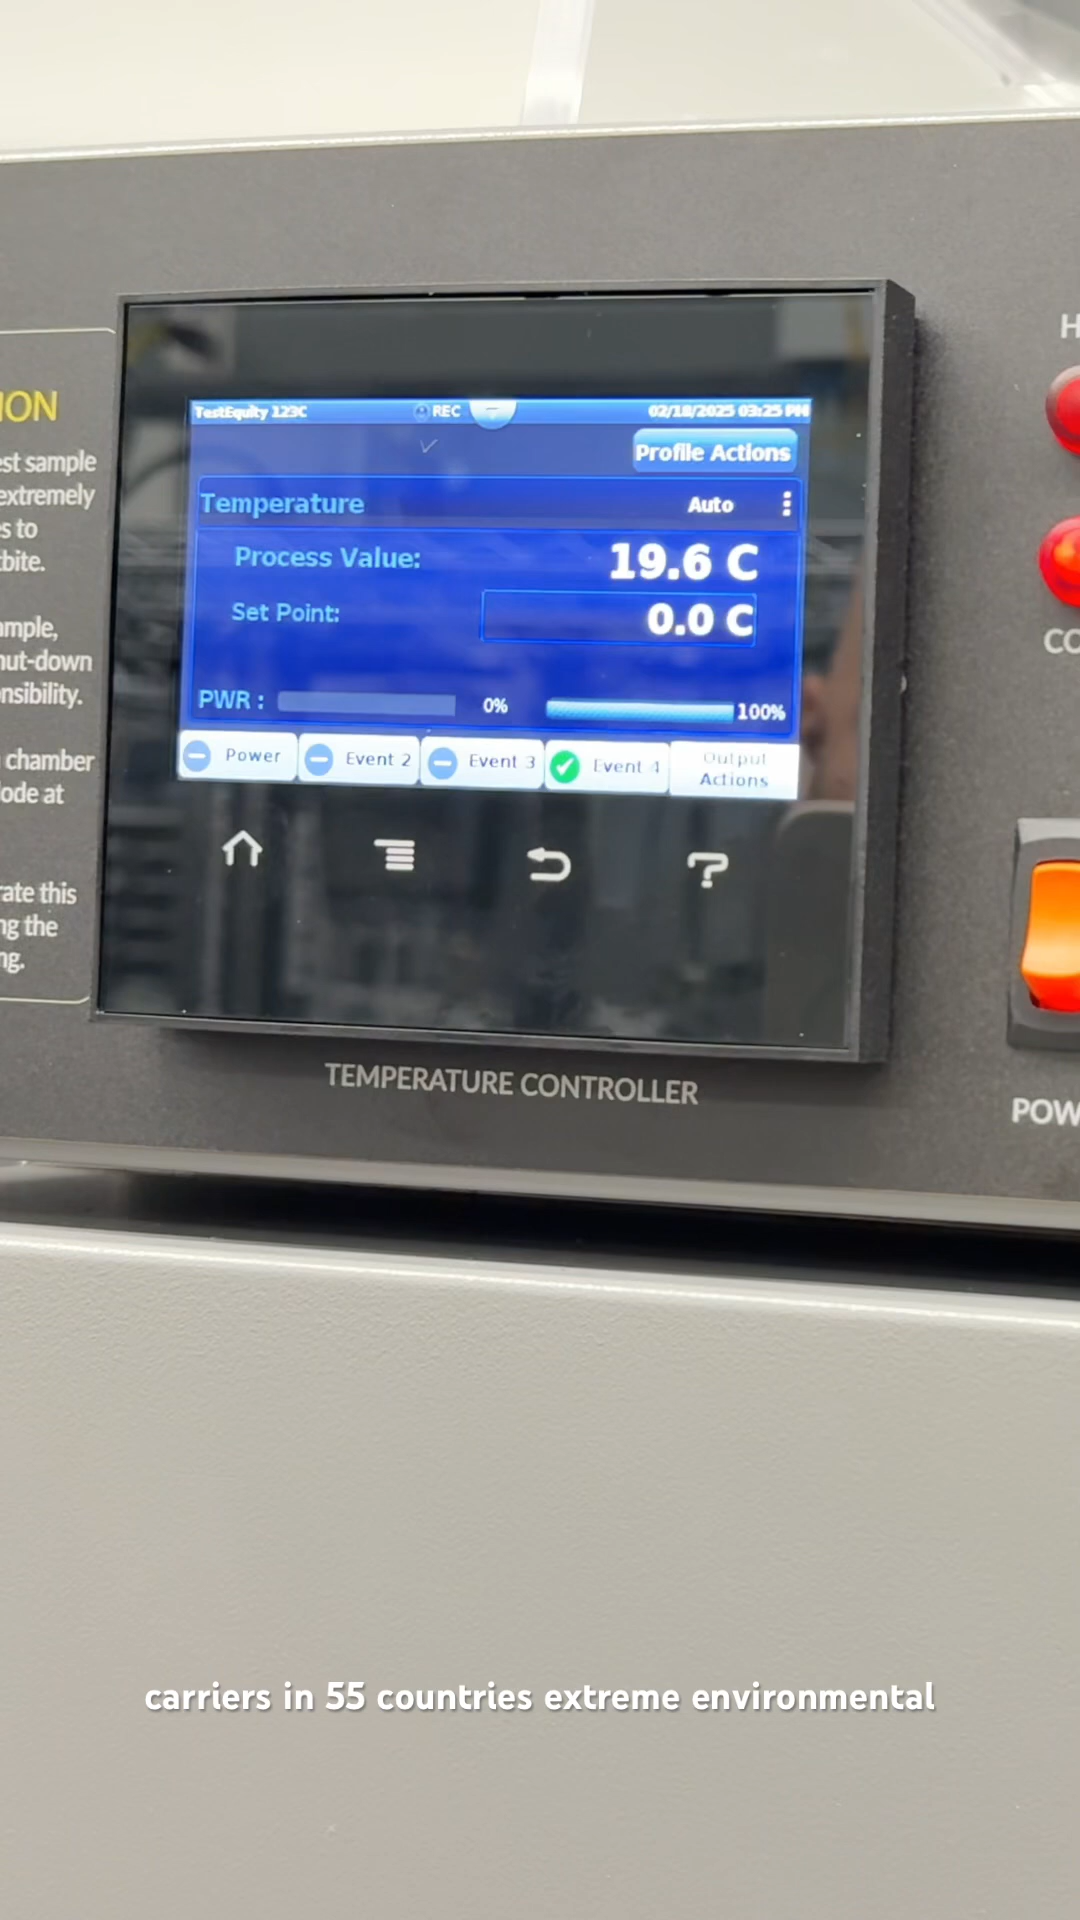 TestEquity 123C
REC
02/18/2025 03:25 PM
Profile Actions
Temperature
Auto
Process Value:
19.6 C
Set Point:
0.0 C
PWR :
0%
100%
Power
Event 2
Event 3
Event 4
Output
Actions
TEMPERATURE CONTROLLER
ION
est sample
extremely
s to
bite.
ample,
hut-down
nsibility.
chamber
ode at
rate this
ng the
ng.
H
CO
POW
carriers in 55 countries extreme environmental